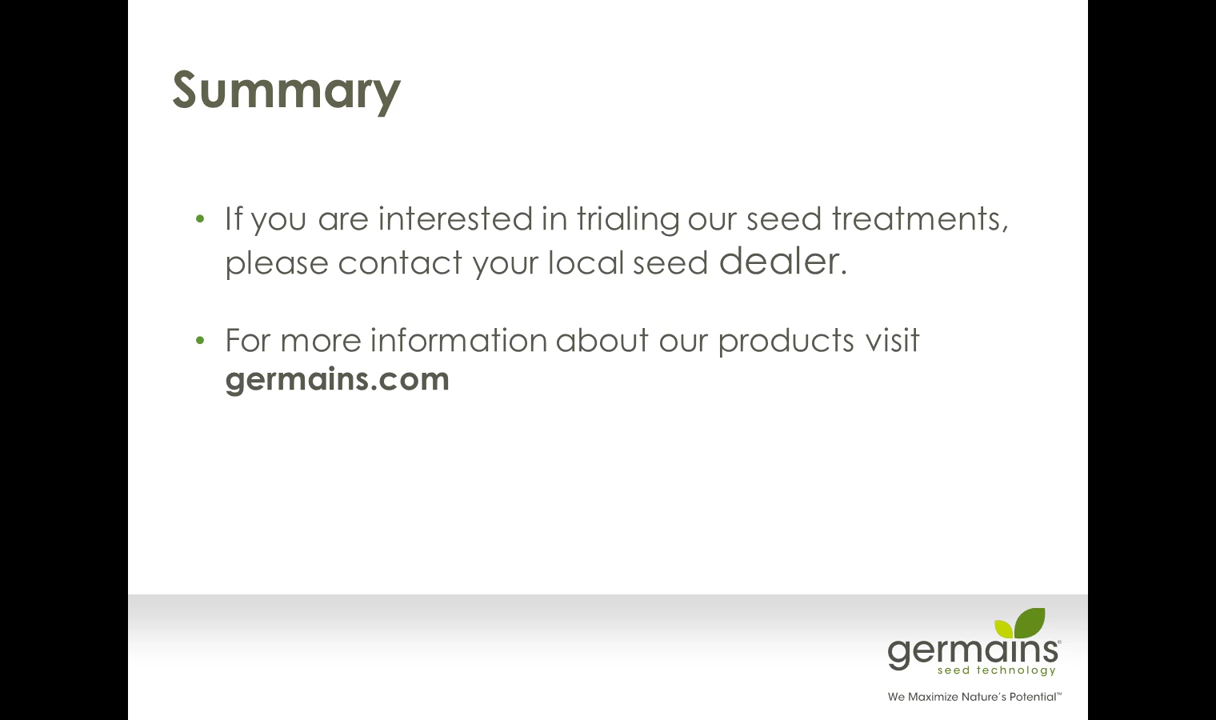 Summary
• If you are interested in trialing our seed treatments,
please contact your local seed dealer.
• For more information about our products visit
germains.com
germains®
seed technology
We Maximize Nature's Potential™